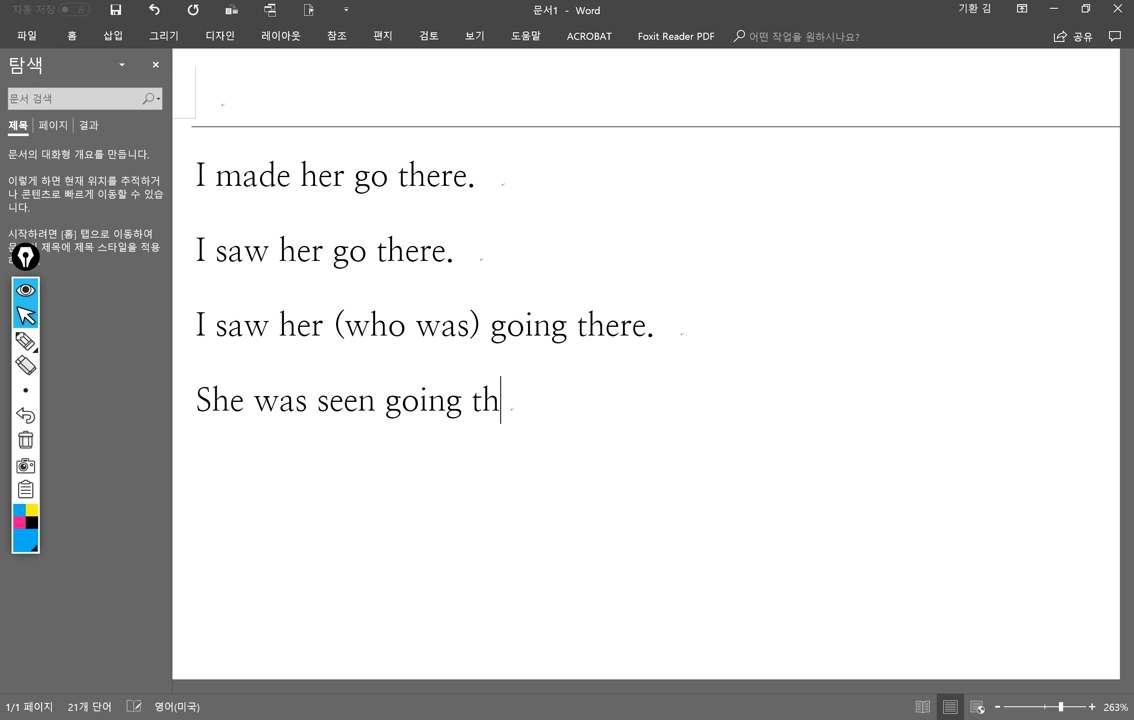 자동 저장
문서1 - Word
기환 김
파일 홈 삽입 그리기 디자인 레이아웃 참조 편지 검토 보기 도움말 ACROBAT Foxit Reader PDF 어떤 작업을 원하시나요? 공유
탐색
문서 검색
제목 페이지 결과
문서의 대화형 개요를 만듭니다.
이렇게 하면 현재 위치를 추적하거
나 콘텐츠로 빠르게 이동할 수 있습
니다.
시작하려면 [홈] 탭으로 이동하여
제목에 제목 스타일을 적용
I made her go there.
I saw her go there.
I saw her (who was) going there.
She was seen going th
1/1 페이지 21개 단어 영어(미국) 263%